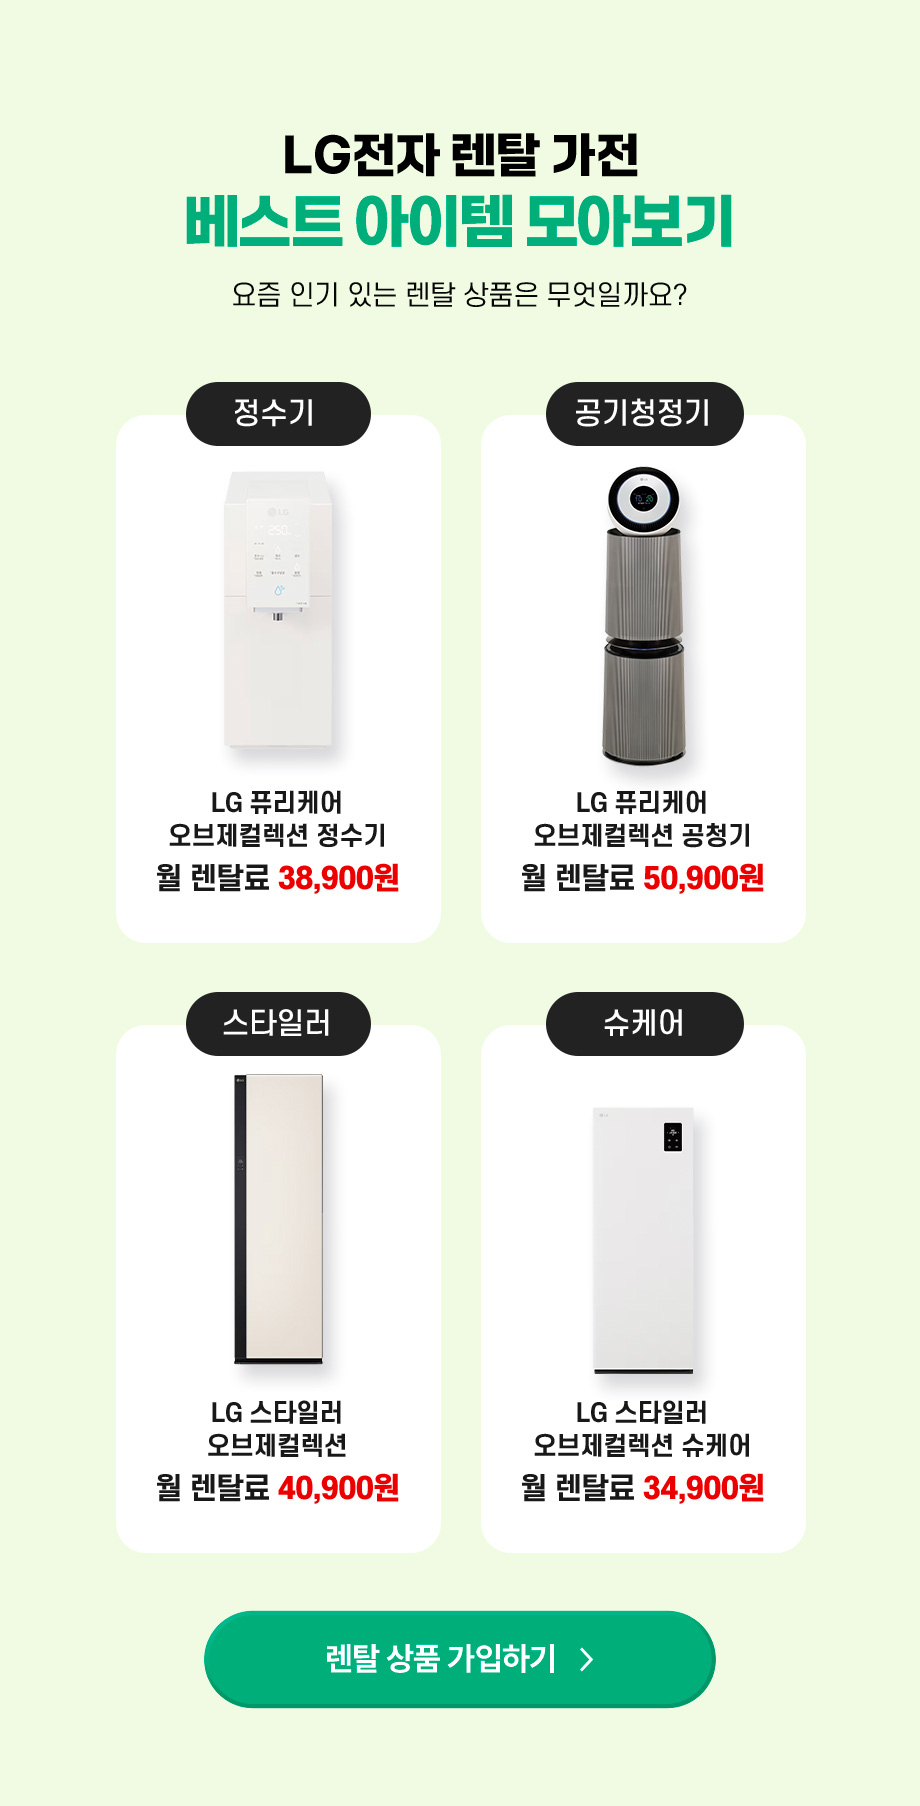 LG전자 렌탈 가전
베스트 아이템 모아보기
요즘 인기 있는 렌탈 상품은 무엇일까요?
정수기
LG
250
LG 퓨리케어
오브제컬렉션 정수기
월 렌탈료 38,900원
공기청정기
LG 퓨리케어
오브제컬렉션 공청기
월 렌탈료 50,900원
스타일러
LG 스타일러
오브제컬렉션
월 렌탈료 40,900원
슈케어
LG 스타일러
오브제컬렉션 슈케어
월 렌탈료 34,900원
렌탈 상품 가입하기